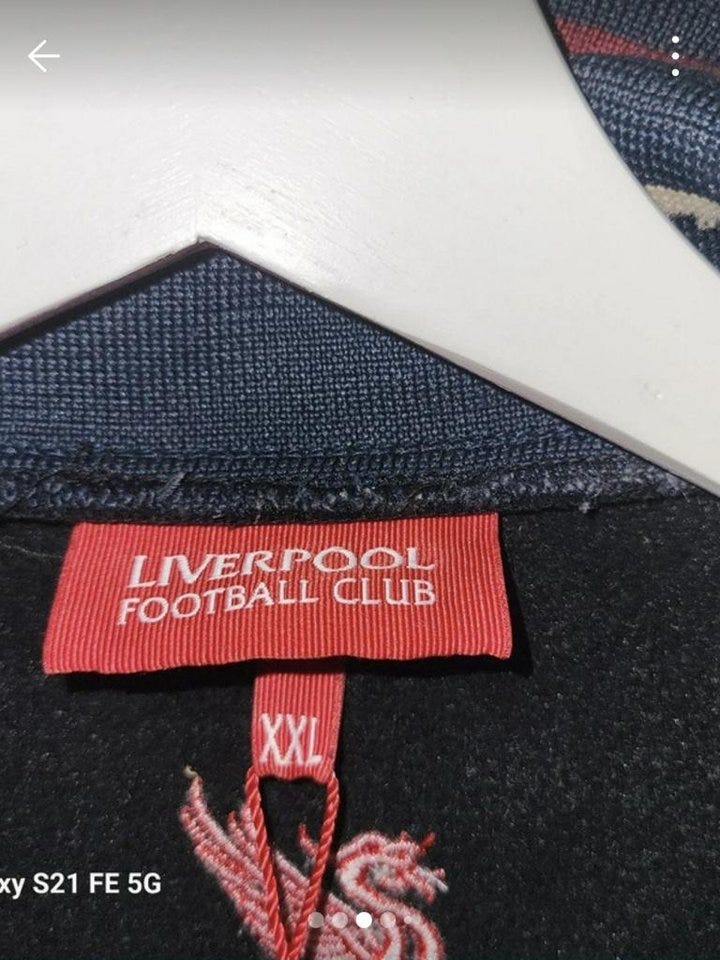 LIVERPOOL
FOOTBALL CLUB
XXL
xy S21 FE 5G